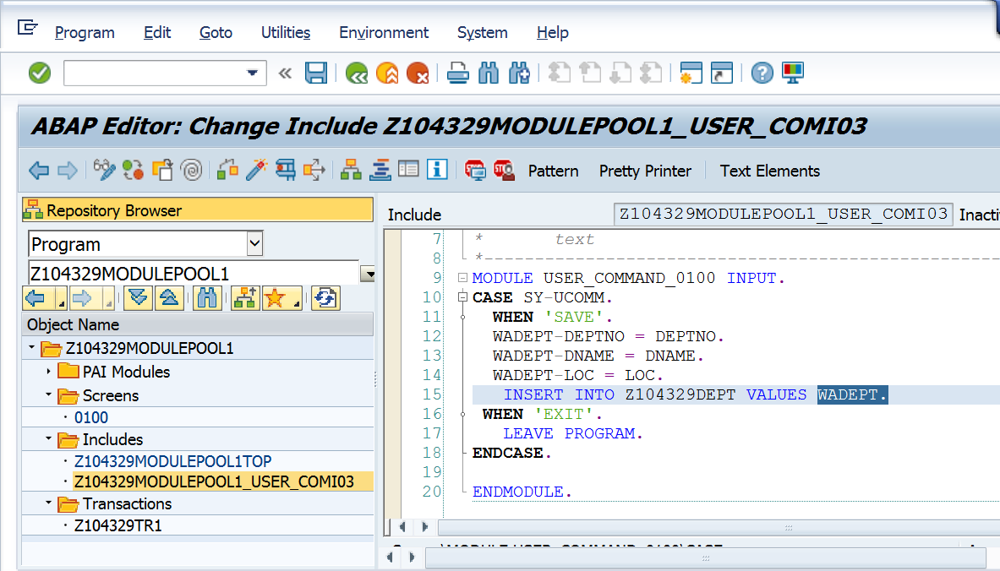 Program Edit Goto Utilities Environment System Help
ABAP Editor: Change Include Z104329MODULEPOOL1_USER_COMI03
Pattern Pretty Printer Text Elements
Repository Browser
Program
Z104329MODULEPOOL1
Object Name
Z104329MODULEPOOL1
PAI Modules
Screens
0100
Includes
Z104329MODULEPOOL1TOP
Z104329MODULEPOOL1_USER_COMI03
Transactions
Z104329TR1
Include Z104329MODULEPOOL1_USER_COMI03 Inacti
7 * text
8 *----------------------------------------------------
9 MODULE USER_COMMAND_0100 INPUT.
10 CASE SY-UCOMM.
11 WHEN 'SAVE'.
12 WADEPT-DEPTNO = DEPTNO.
13 WADEPT-DNAME = DNAME.
14 WADEPT-LOC = LOC.
15 INSERT INTO Z104329DEPT VALUES WADEPT.
16 WHEN 'EXIT'.
17 LEAVE PROGRAM.
18 ENDCASE.
19
20 ENDMODULE.